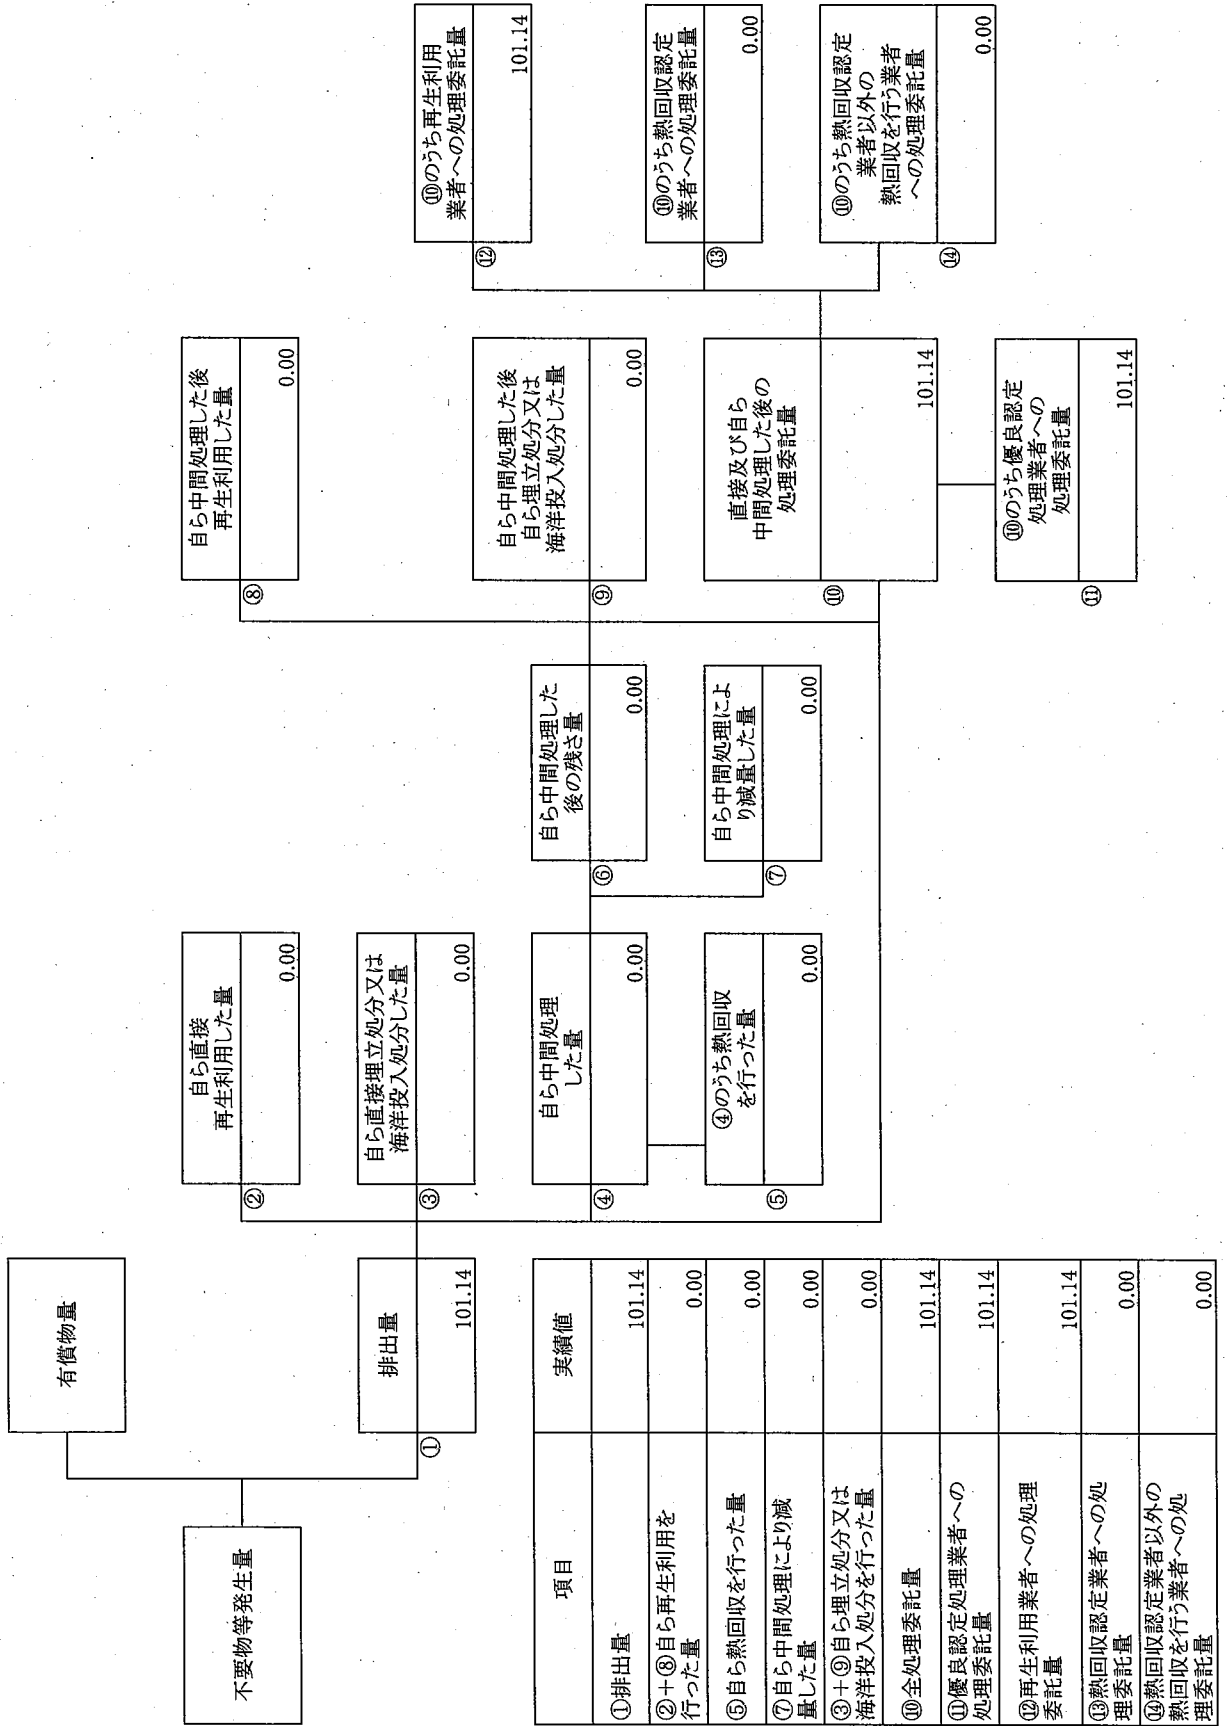 有償物量
不要物等発生量
①
排出量
101.14
②
自ら直接
再生利用した量
0.00
③
自ら直接埋立処分又は
海洋投入処分した量
0.00
④
自ら中間処理
した量
0.00
⑤
④のうち熱回収
を行った量
0.00
⑥
自ら中間処理した
後の残さ量
0.00
⑦
自ら中間処理によ
り減量した量
0.00
⑧
自ら中間処理した後
再生利用した量
0.00
⑨
自ら中間処理した後
自ら埋立処分又は
海洋投入処分した量
0.00
⑩
直接及び自ら
中間処理した後の
処理委託量
101.14
⑪
⑩のうち優良認定
処理業者への
処理委託量
101.14
⑫
⑩のうち再生利用
業者への処理委託量
101.14
⑬
⑩のうち熱回収認定
業者への処理委託量
0.00
⑭
⑩のうち熱回収認定
業者以外の
熱回収を行う業者
への処理委託量
0.00
項目
実績値
①排出量
101.14
②+⑧自ら再生利用を
行った量
0.00
⑤自ら熱回収を行った量
0.00
⑦自ら中間処理により減
量した量
0.00
③+⑨自ら埋立処分又は
海洋投入処分を行った量
0.00
⑩全処理委託量
101.14
⑪優良認定処理業者への
処理委託量
101.14
⑫再生利用業者への処理
委託量
101.14
⑬熱回収認定業者への処
理委託量
0.00
⑭熱回収認定業者以外の
熱回収を行う業者への処
理委託量
0.00